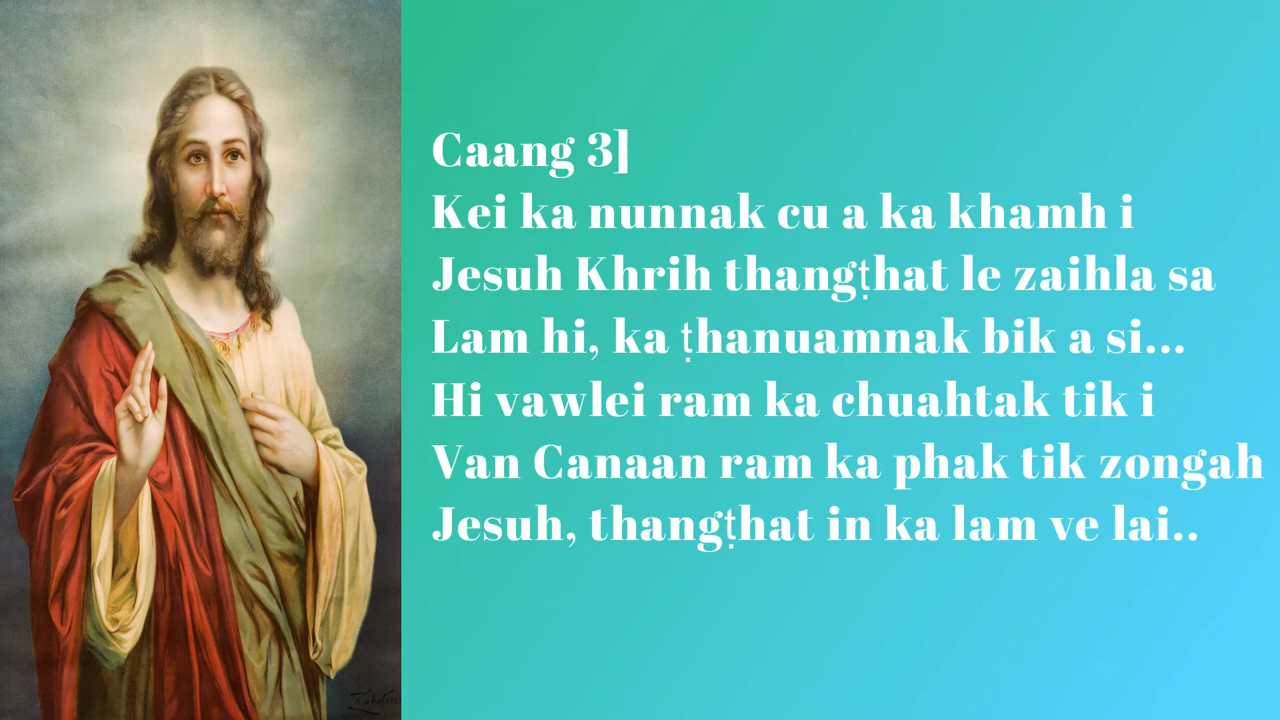 Caang 3]
Kei ka nunnak cu a ka khamh i
Jesuh Khrih thangṭhat le zaihla sa
Lam hi, ka ṭhanuamnak bik a si...
Hi vawlei ram ka chuahtak tik i
Van Canaan ram ka phak tik zongah
Jesuh, thangṭhat in ka lam ve lai..